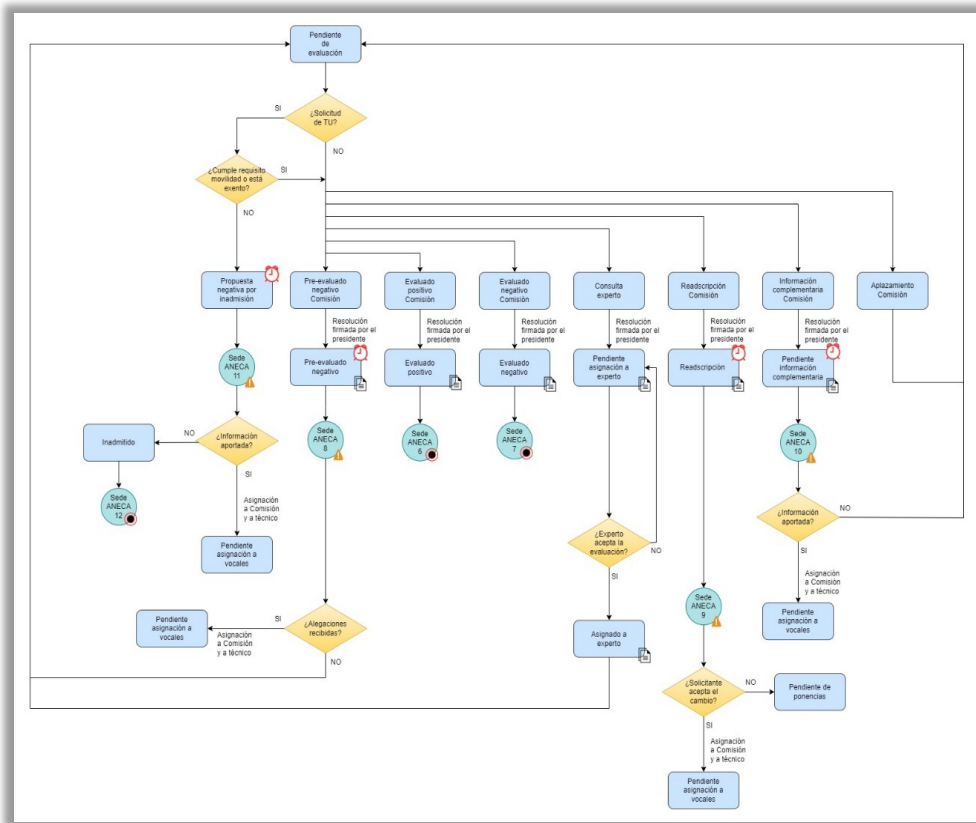 Pendiente
de
evaluación
SI
¿Solicitud
de TU?
NO
¿Cumple requisito
movilidad o está
exento?
SI
NO
Propuesta
negativa por
inadmisión
Pre-evaluado
negativo
Comisión
Evaluado
positivo
Comisión
Evaluado
negativo
Comisión
Consulta
experto
Readscripción
Comisión
Información
complementaria
Comisión
Aplazamiento
Comisión
Resolución
firmada por el
presidente
Resolución
firmada por el
presidente
Resolución
firmada por el
presidente
Resolución
firmada por el
presidente
Resolución
firmada por el
presidente
Resolución
firmada por el
presidente
Sede
ANECA
11
Pre-evaluado
negativo
Evaluado
positivo
Evaluado
negativo
Pendiente
asignación a
experto
Readscripción
Pendiente
información
complementaria
Inadmitido
NO
¿Información
aportada?
SI
Sede
ANECA
8
Sede
ANECA
6
Sede
ANECA
7
Sede
ANECA
10
Sede
ANECA
12
Asignación
a Comisión
y a técnico
Pendiente
asignación a
vocales
¿Experto
acepta la
evaluación?
NO
SI
¿Información
aportada?
NO
SI
Asignación
a Comisión
y a técnico
Pendiente
asignación a
vocales
Pendiente
asignación a
vocales
SI
Asignación
a Comisión
y a técnico
¿Alegaciones
recibidas?
NO
Asignado a
experto
Sede
ANECA
9
¿Solicitante
acepta el
cambio?
NO
Pendiente de
ponencias
SI
Asignación
a Comisión
y a técnico
Pendiente
asignación a
vocales